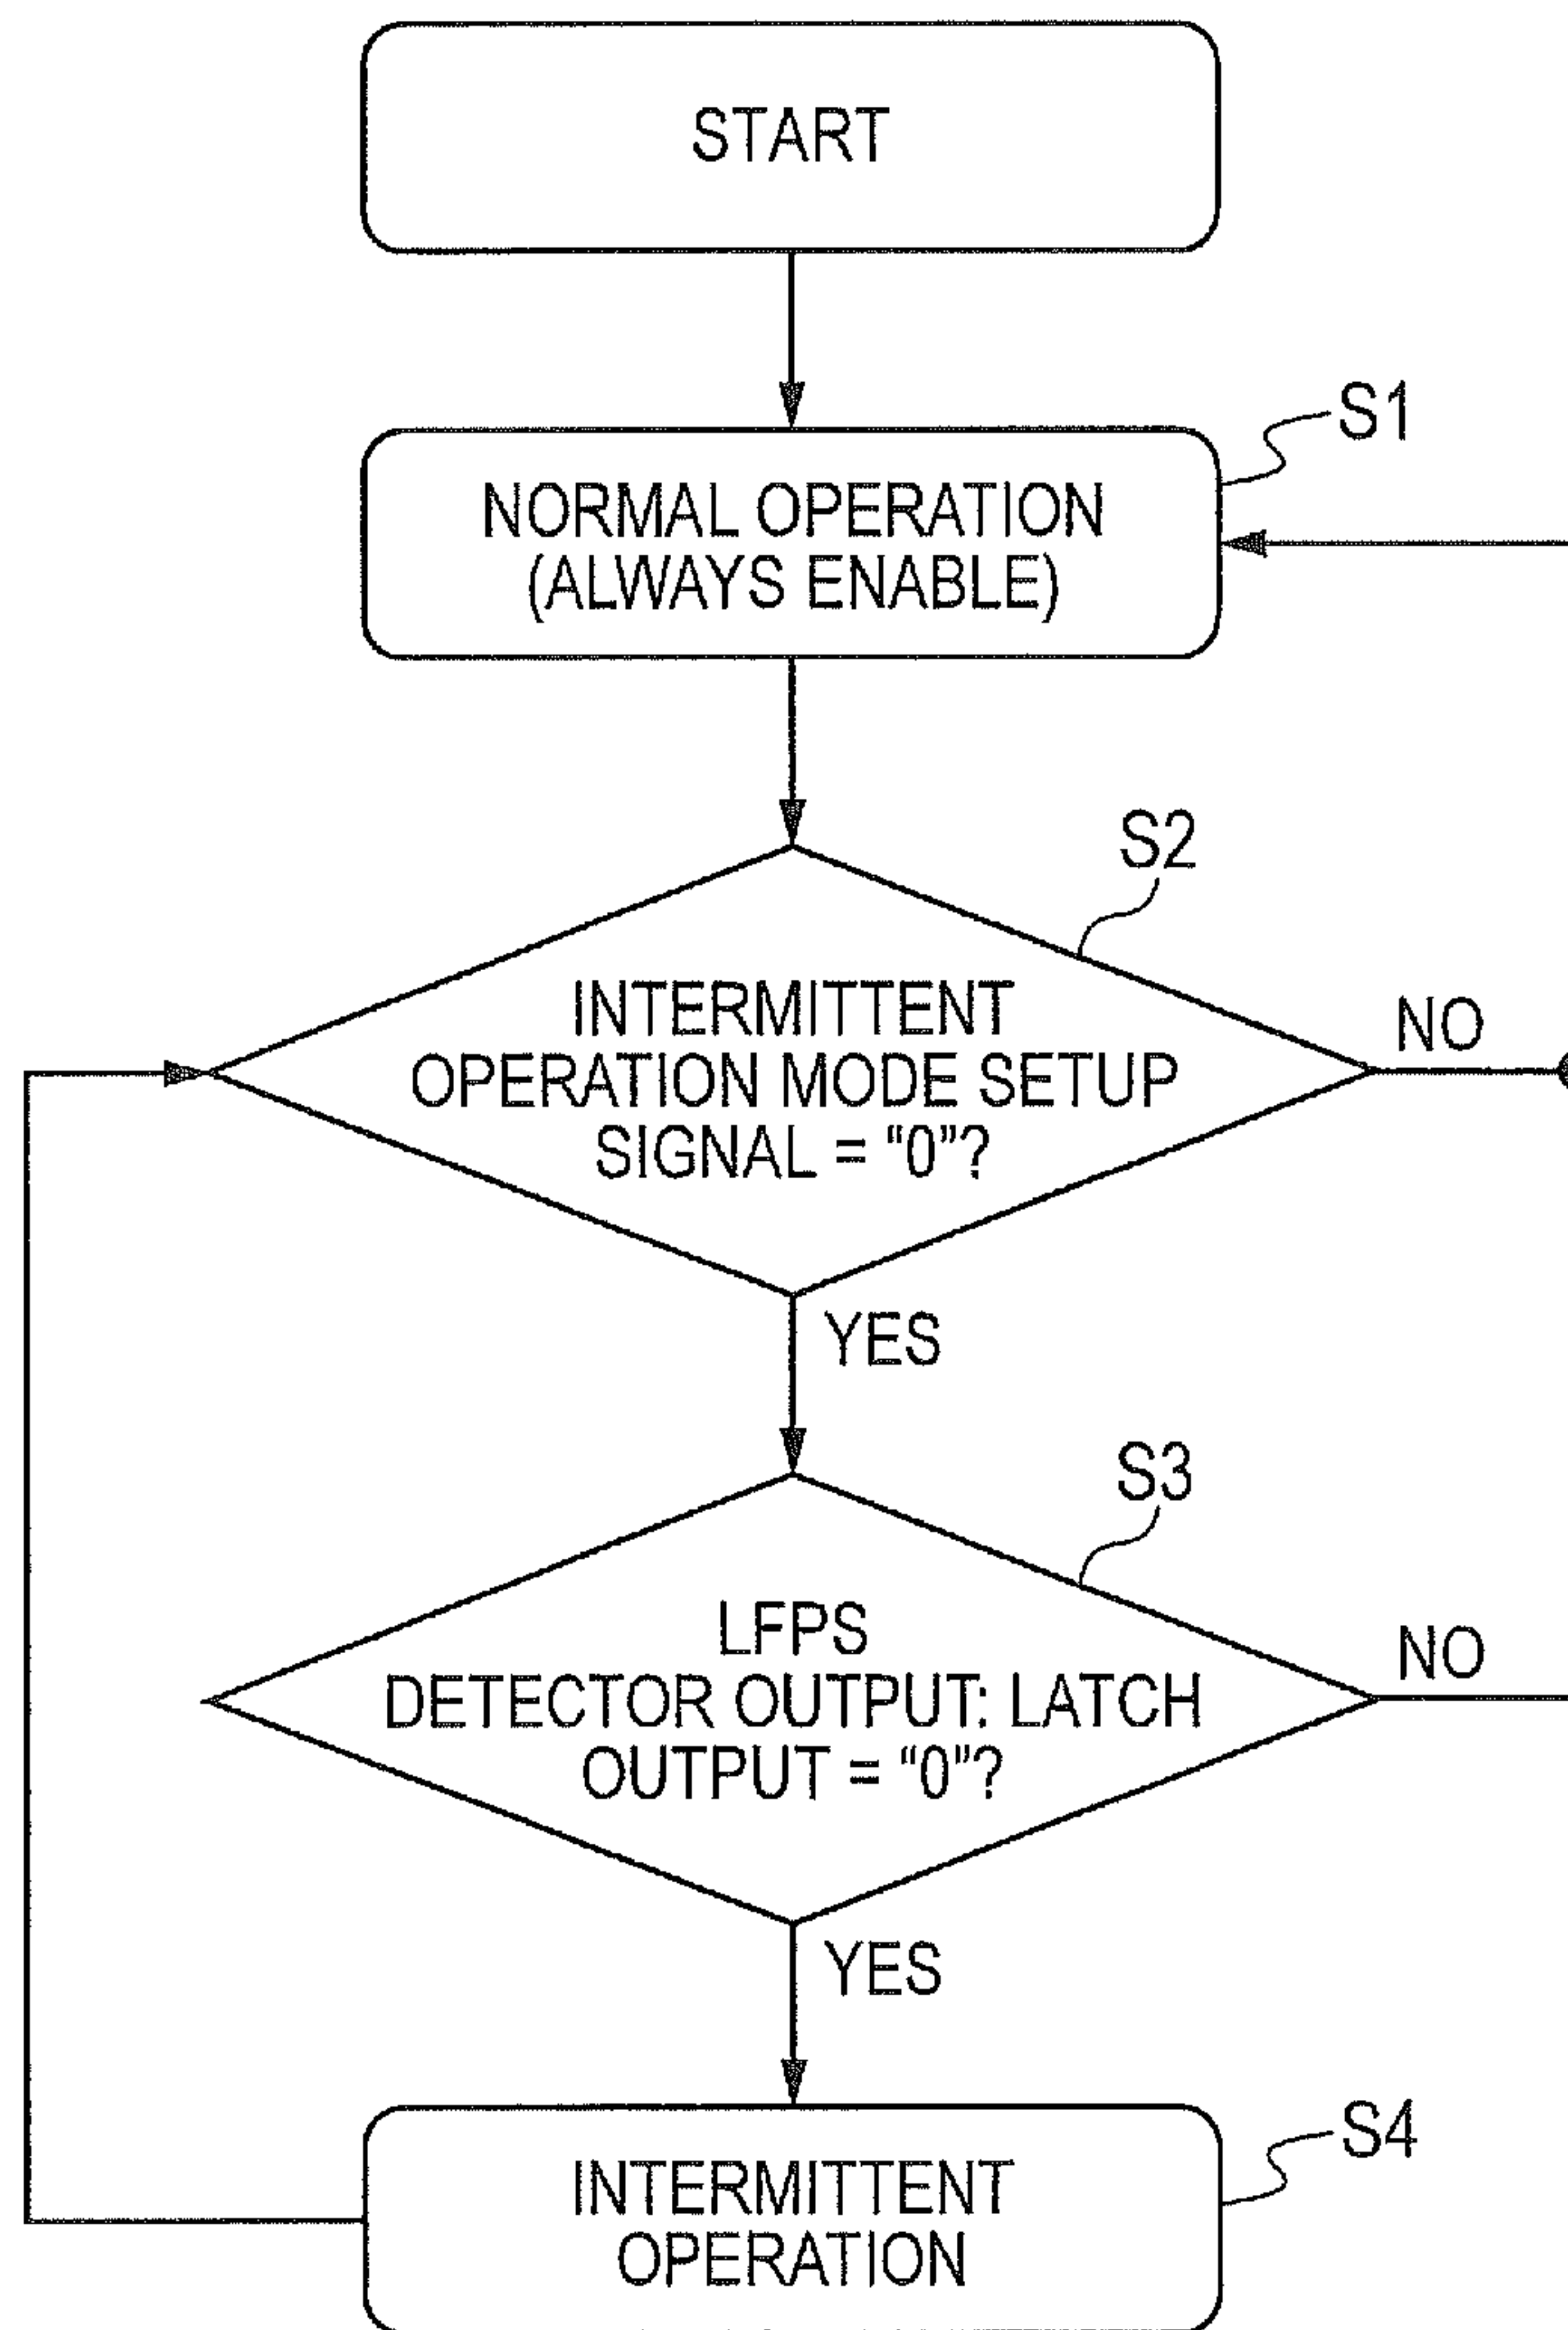 START
S1
NORMAL OPERATION
(ALWAYS ENABLE)
S2
INTERMITTENT
OPERATION MODE SETUP
SIGNAL = “0”?
NO
YES
S3
LFPS
DETECTOR OUTPUT: LATCH
OUTPUT = “0”?
NO
YES
S4
INTERMITTENT
OPERATION